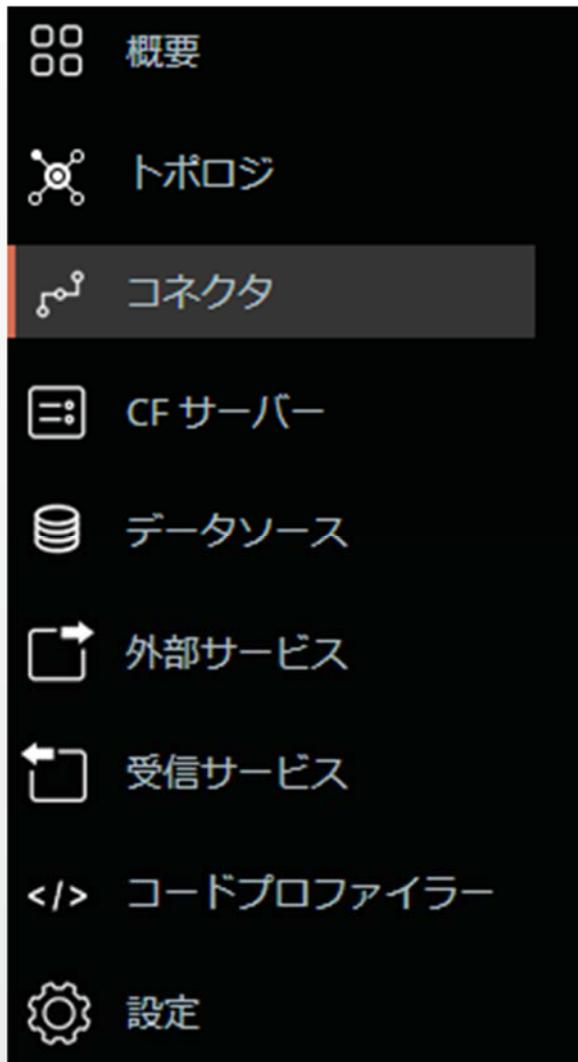 概要
トポロジ
コネクタ
CF サーバー
データソース
外部サービス
受信サービス
コードプロファイラー
設定